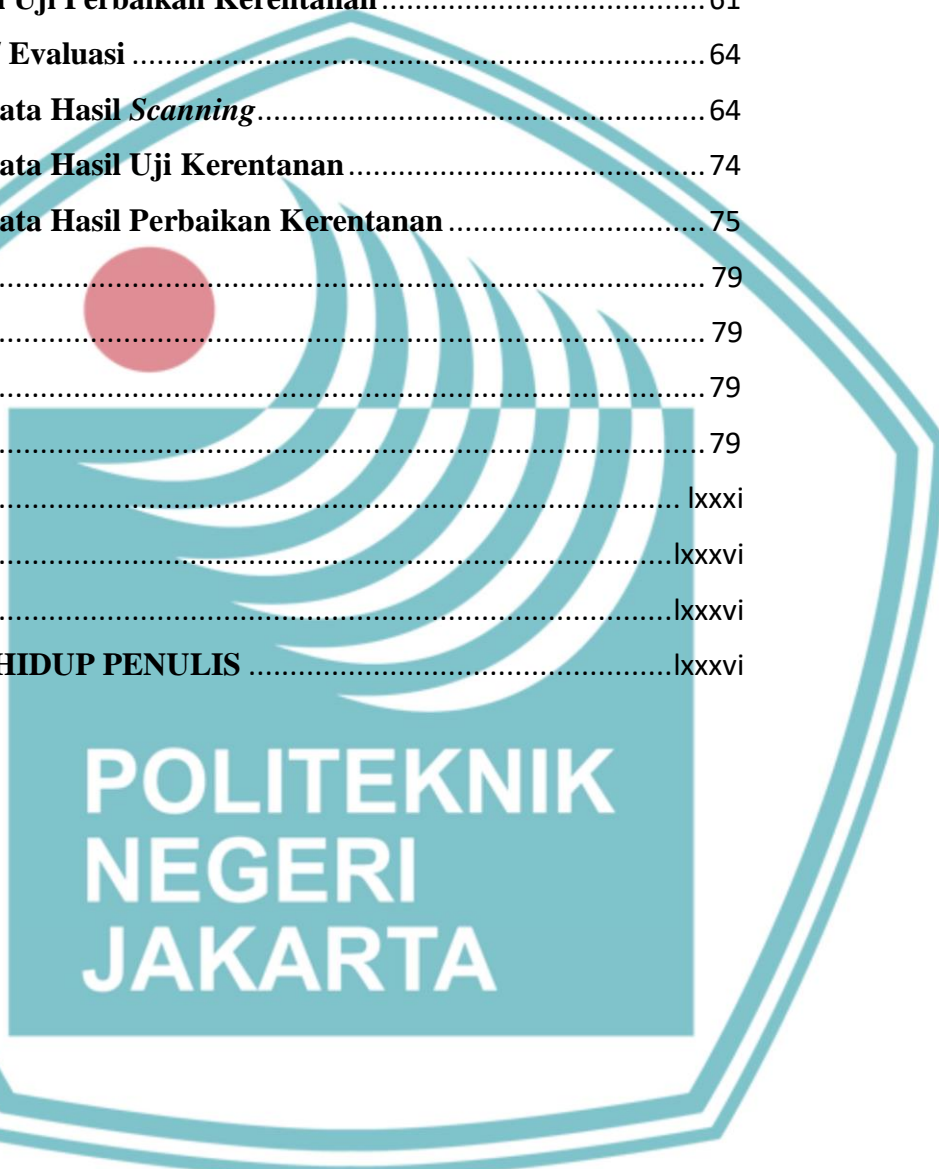 Uji Perbaikan Kerentanan........................................61
Evaluasi........................................64
ata Hasil Scanning........................................64
ata Hasil Uji Kerentanan........................................74
ata Hasil Perbaikan Kerentanan........................................75
........................................79
........................................79
........................................79
........................................79
........................................lxxxi
........................................lxxxvi
........................................lxxxvi
HIDUP PENULIS........................................lxxxvi
POLITEKNIK
NEGERI
JAKARTA